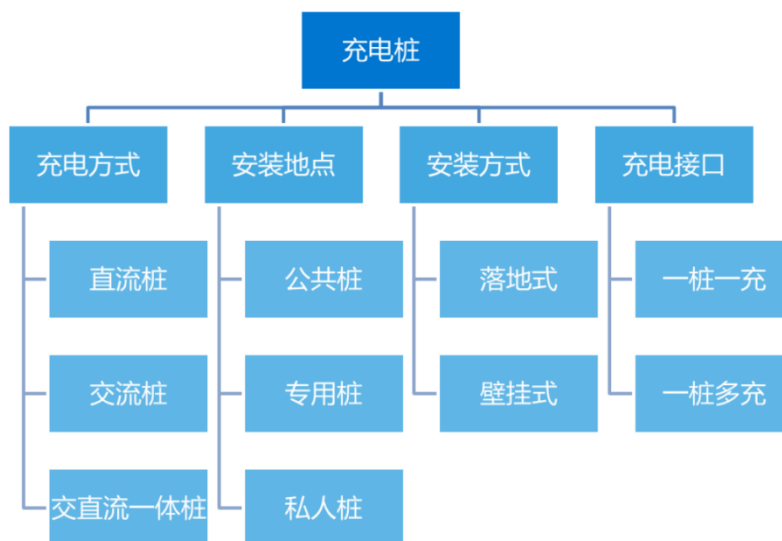 充电桩
充电方式
安装地点
安装方式
充电接口
直流桩
公共桩
落地式
一桩一充
交流桩
专用桩
壁挂式
一桩多充
交直流一体桩
私人桩